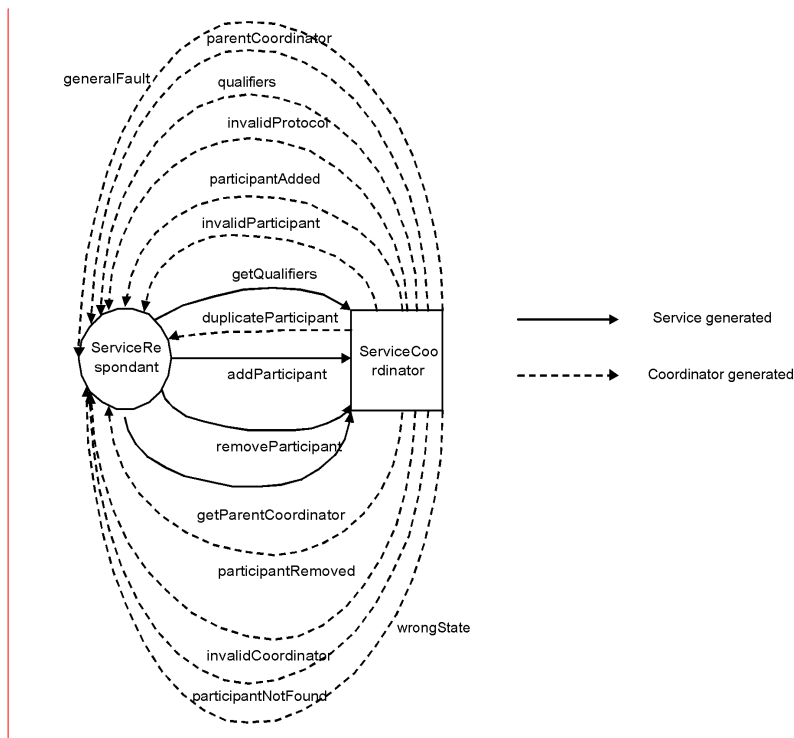 parentCoordinator
generalFault
qualifiers
invalidProtocol
participantAdded
invalidParticipant
getQualifiers
duplicateParticipant
Service generated
ServiceRe
spondant
ServiceCoo
rdinator
addParticipant
Coordinator generated
removeParticipant
getParentCoordinator
participantRemoved
wrongState
invalidCoordinator
participantNotFound